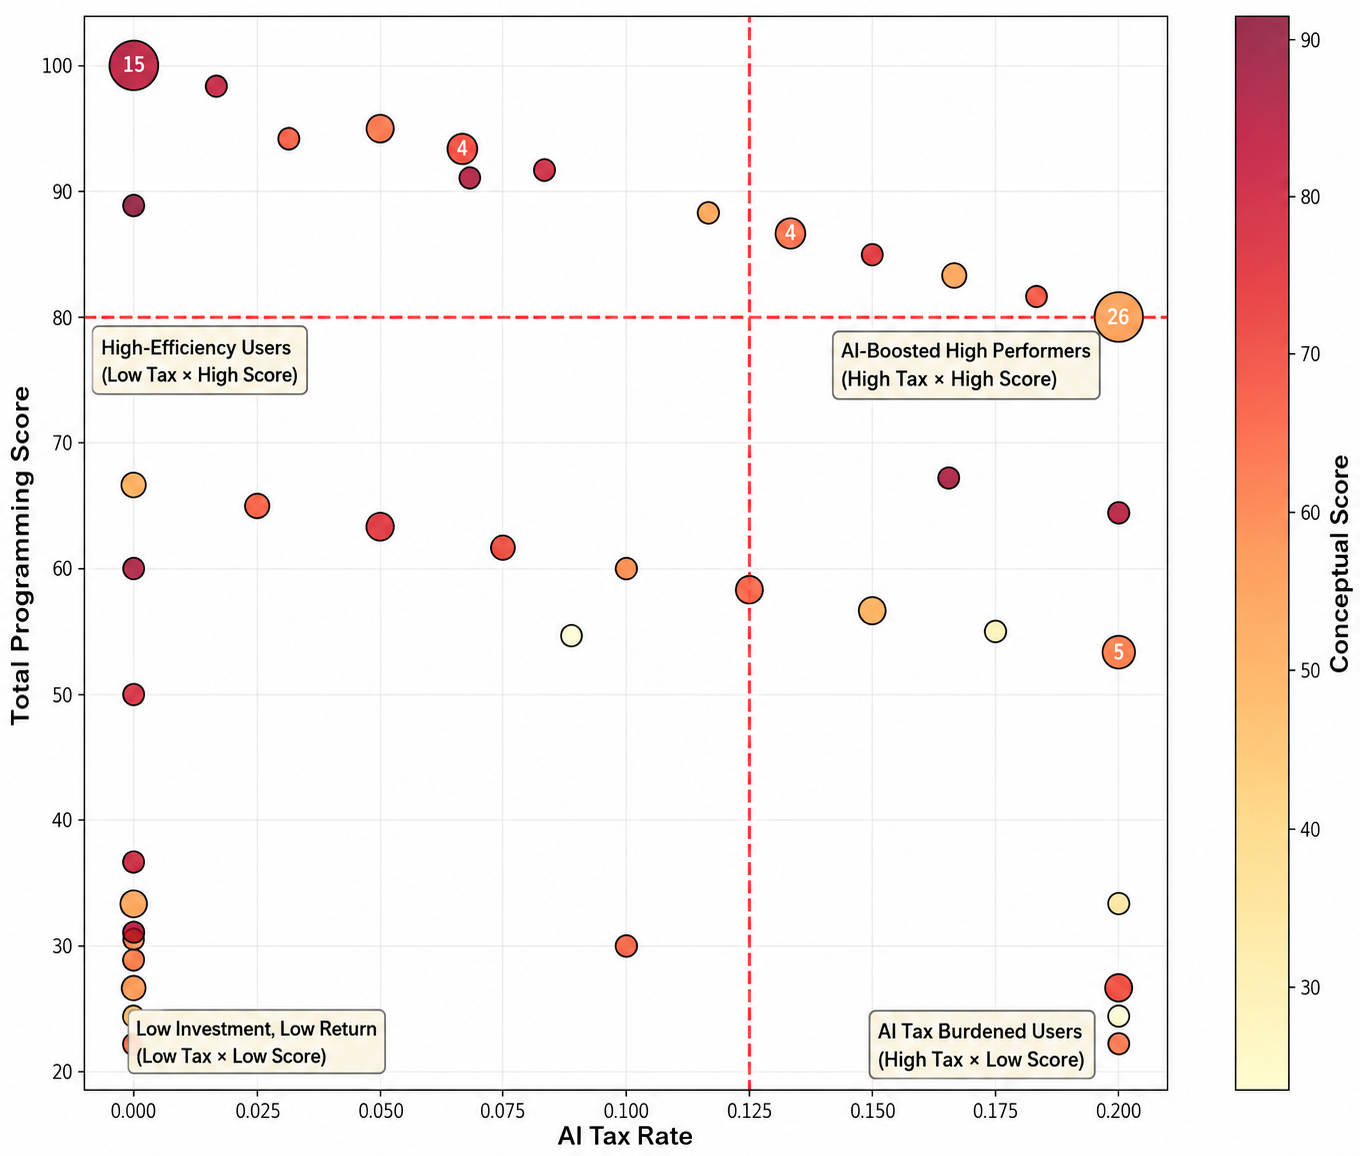 100
90
80
70
60
50
40
30
20
Total Programming Score
15
4
4
26
5
High-Efficiency Users
(Low Tax × High Score)
AI-Boosted High Performers
(High Tax × High Score)
Low Investment, Low Return
(Low Tax × Low Score)
AI Tax Burdened Users
(High Tax × Low Score)
0.000 0.025 0.050 0.075 0.100 0.125 0.150 0.175 0.200
AI Tax Rate
90
80
70
60
50
40
30
Conceptual Score